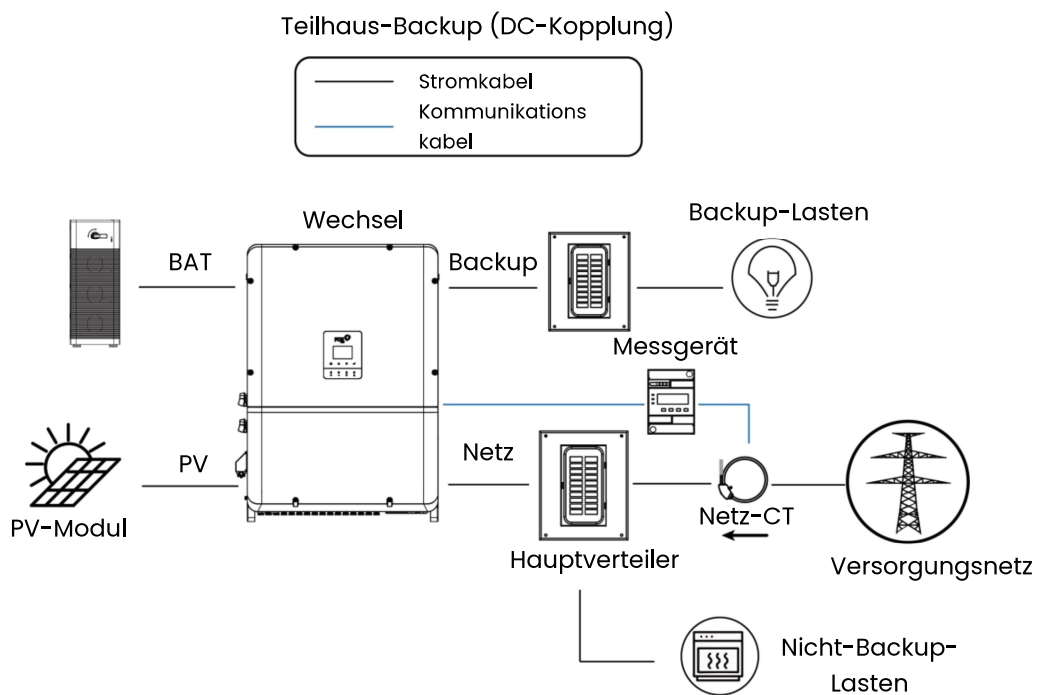 Teilhaus-Backup (DC-Kopplung)
Stromkabel
Kommunikations
kabel
Wechsel
Backup-Lasten
BAT
Backup
Messgerät
PV
Netz
PV-Modul
Netz-CT
Hauptverteiler
Versorgungsnetz
Nicht-Backup-
Lasten